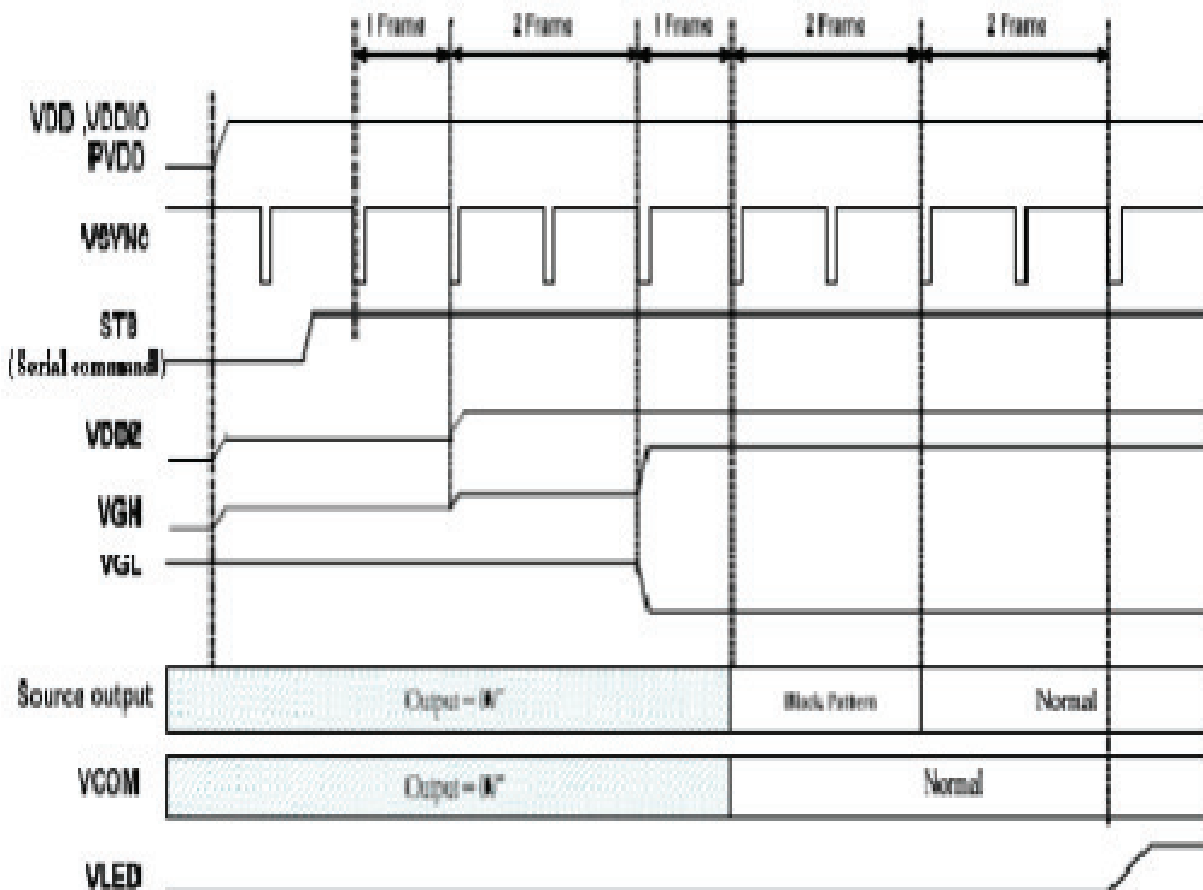 1 Frame 2 Frame 1 Frame 2 Frame 2 Frame
VDD ,VDDIO
PVDD
VSYNC
STB
(Serial command)
VDD2
VGH
VGL
Source output Output = 0V Black Pattern Normal
VCOM Output = 0V Normal
VLED